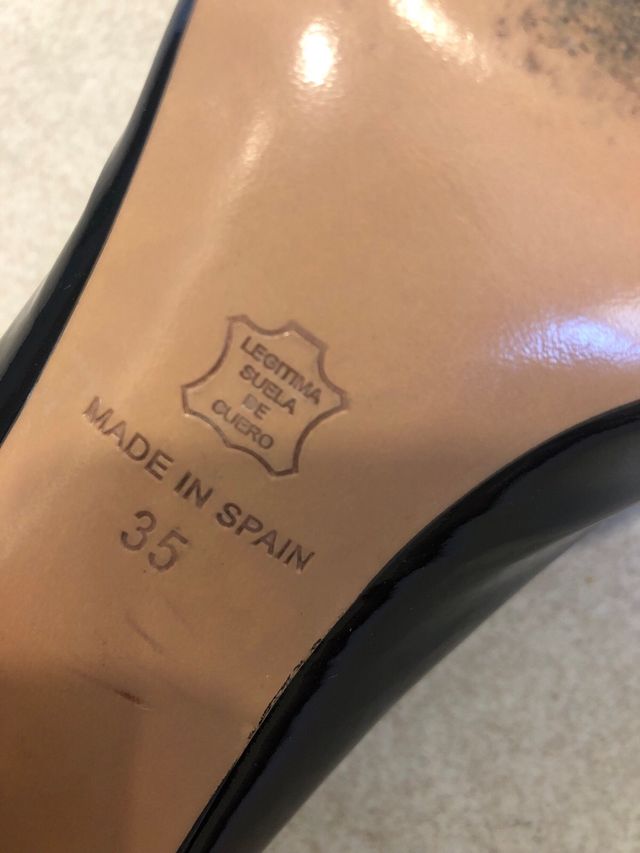 LEGITIMA
SUELA
DE
CUERO
MADE IN SPAIN
35